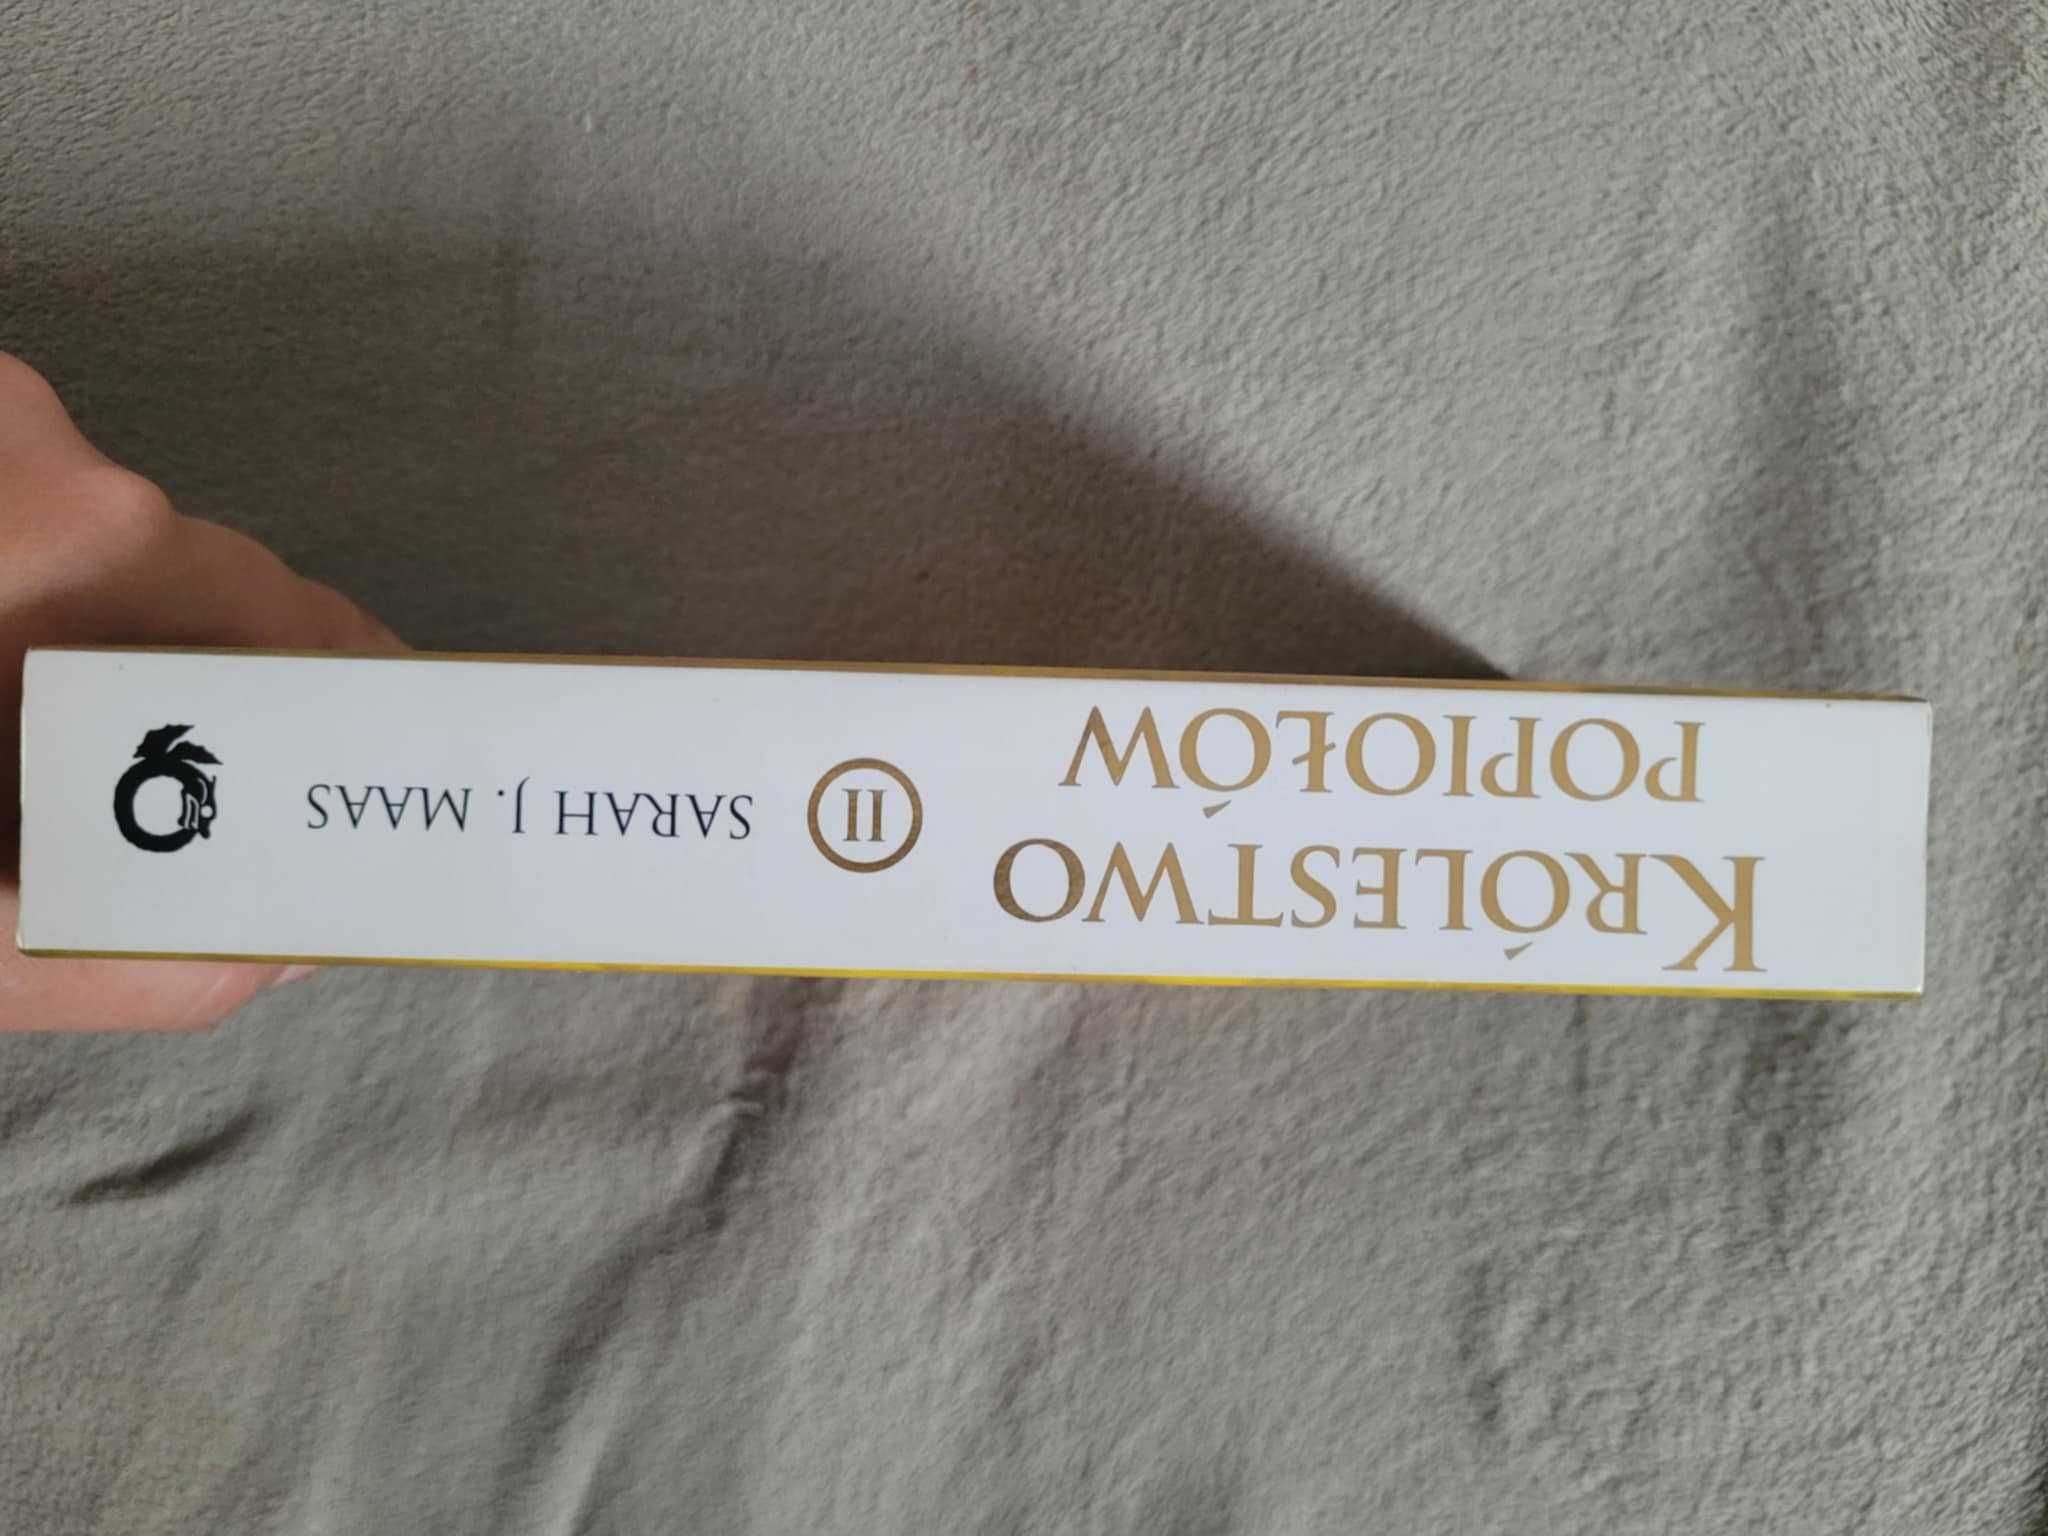 KRÓLESTWO
POPIOŁÓW
II
SARAH J. MAAS